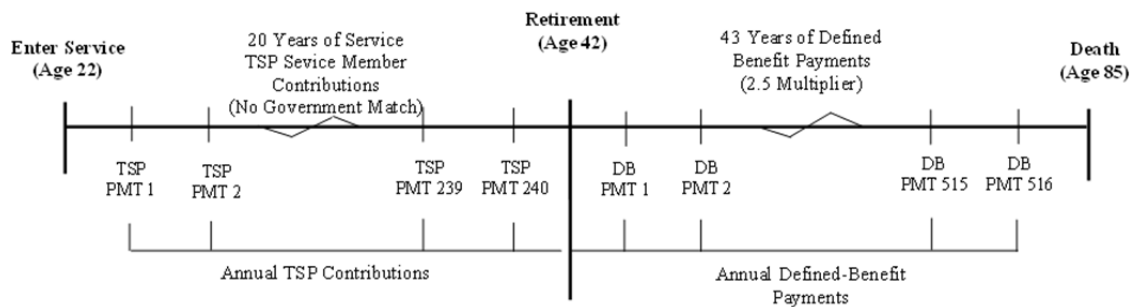 Enter Service
(Age 22)
20 Years of Service
TSP Sevice Member
Contributions
(No Government Match)
Retirement
(Age 42)
43 Years of Defined
Benefit Payments
(2.5 Multiplier)
Death
(Age 85)
TSP
PMT 1
TSP
PMT 2
TSP
PMT 239
TSP
PMT 240
DB
PMT 1
DB
PMT 2
DB
PMT 515
DB
PMT 516
Annual TSP Contributions
Annual Defined-Benefit
Payments